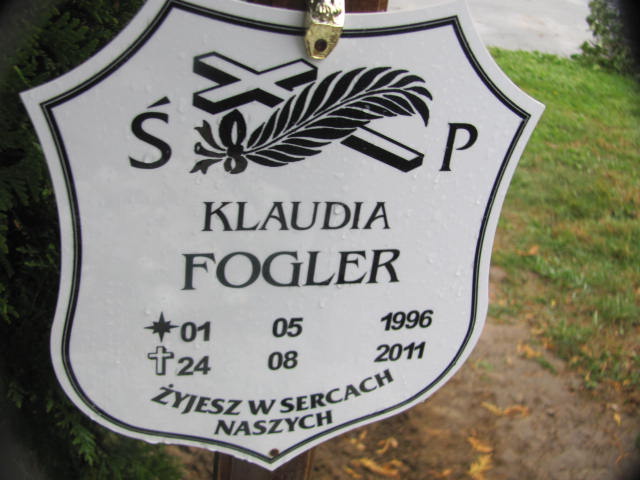 Ś P
KLAUDIA
FOGLER
01 05 1996
24 08 2011
ŻYJESZ W SERCACH
NASZYCH